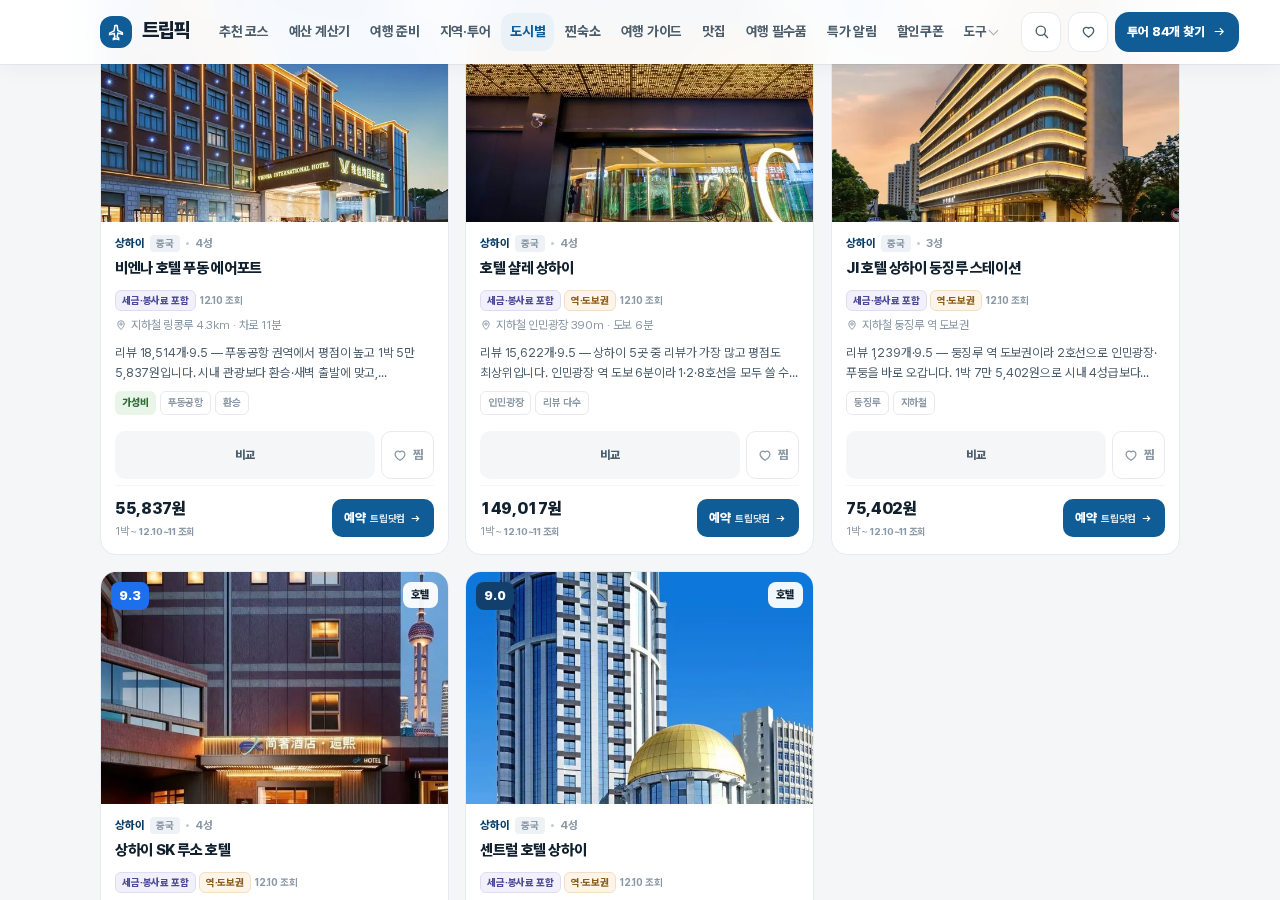 트립픽
추천 코스
예산 계산기
여행 준비
지역·투어
도시별
찐숙소
여행 가이드
맛집
여행 필수품
특가 알림
할인쿠폰
도구
투어 84개 찾기 →
VIENNA INTERNATIONAL HOTEL
상하이 중국 • 4성
비엔나 호텔 푸동 에어포트
세금·봉사료 포함 12.10 조회
지하철 링콩루 4.3km · 차로 11분
리뷰 18,514개·9.5 — 푸동공항 권역에서 평점이 높고 1박 5만
5,837원입니다. 시내 관광보다 환승·새벽 출발에 맞고,...
가성비 푸동공항 환승
비교
찜
55,837원
1박~ 12.10~11 조회
예약 트립닷컴 →
상하이 중국 • 4성
호텔 샬레 상하이
세금·봉사료 포함 역·도보권 12.10 조회
지하철 인민광장 390m · 도보 6분
리뷰 15,622개·9.5 — 상하이 5곳 중 리뷰가 가장 많고 평점도
최상위입니다. 인민광장 역 도보 6분이라 1·2·8호선을 모두 쓸 수...
인민광장 리뷰 다수
비교
찜
149,017원
1박~ 12.10~11 조회
예약 트립닷컴 →
상하이 중국 • 3성
JI 호텔 상하이 둥징루 스테이션
세금·봉사료 포함 역·도보권 12.10 조회
지하철 둥징루 역 도보권
리뷰 1,239개·9.5 — 둥징루 역 도보권이라 2호선으로 인민광장·
푸둥을 바로 오갑니다. 1박 7만 5,402원으로 시내 4성급보다...
둥징루 지하철
비교
찜
75,402원
1박~ 12.10~11 조회
예약 트립닷컴 →
9.3
호텔
HOTEL
상하이 중국 • 4성
상하이 SK 루소 호텔
세금·봉사료 포함 역·도보권 12.10 조회
9.0
호텔
상하이 중국 • 4성
센트럴 호텔 상하이
세금·봉사료 포함 역·도보권 12.10 조회